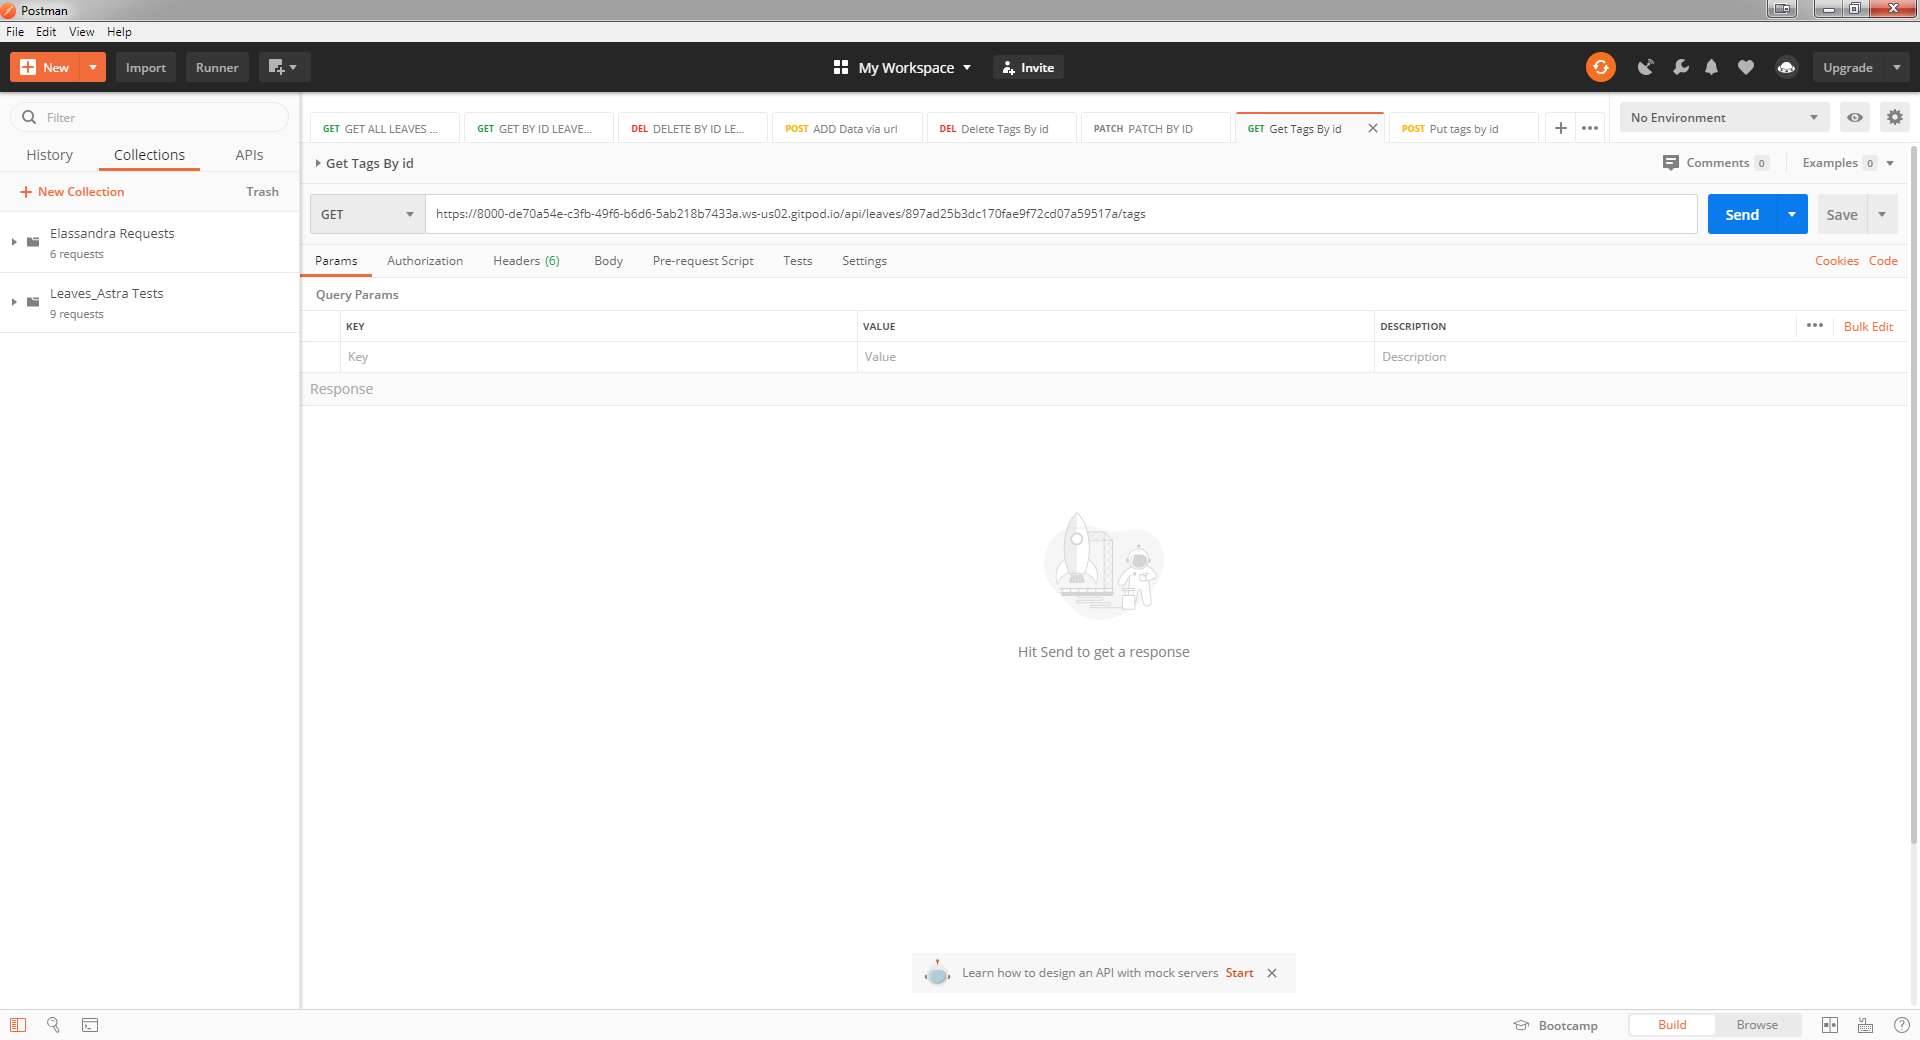 Postman
File Edit View Help
New Import Runner My Workspace Invite Upgrade
Filter
History Collections APIs
New Collection Trash
Elassandra Requests
6 requests
Leaves_Astra Tests
9 requests
GET GET ALL LEAVES ... GET GET BY ID LEAVE... DEL DELETE BY ID LE... POST ADD Data via url DEL Delete Tags By id PATCH PATCH BY ID GET Get Tags By id POST Put tags by id No Environment
Get Tags By id Comments 0 Examples 0
GET https://8000-de70a54e-c3fb-49f6-b6d6-5ab218b7433a.ws-us02.gitpod.io/api/leaves/897ad25b3dc170fae9f72cd07a59517a/tags Send Save
Params Authorization Headers (6) Body Pre-request Script Tests Settings Cookies Code
Query Params
KEY VALUE DESCRIPTION Bulk Edit
Key Value Description
Response
Hit Send to get a response
Learn how to design an API with mock servers Start
Bootcamp Build Browse